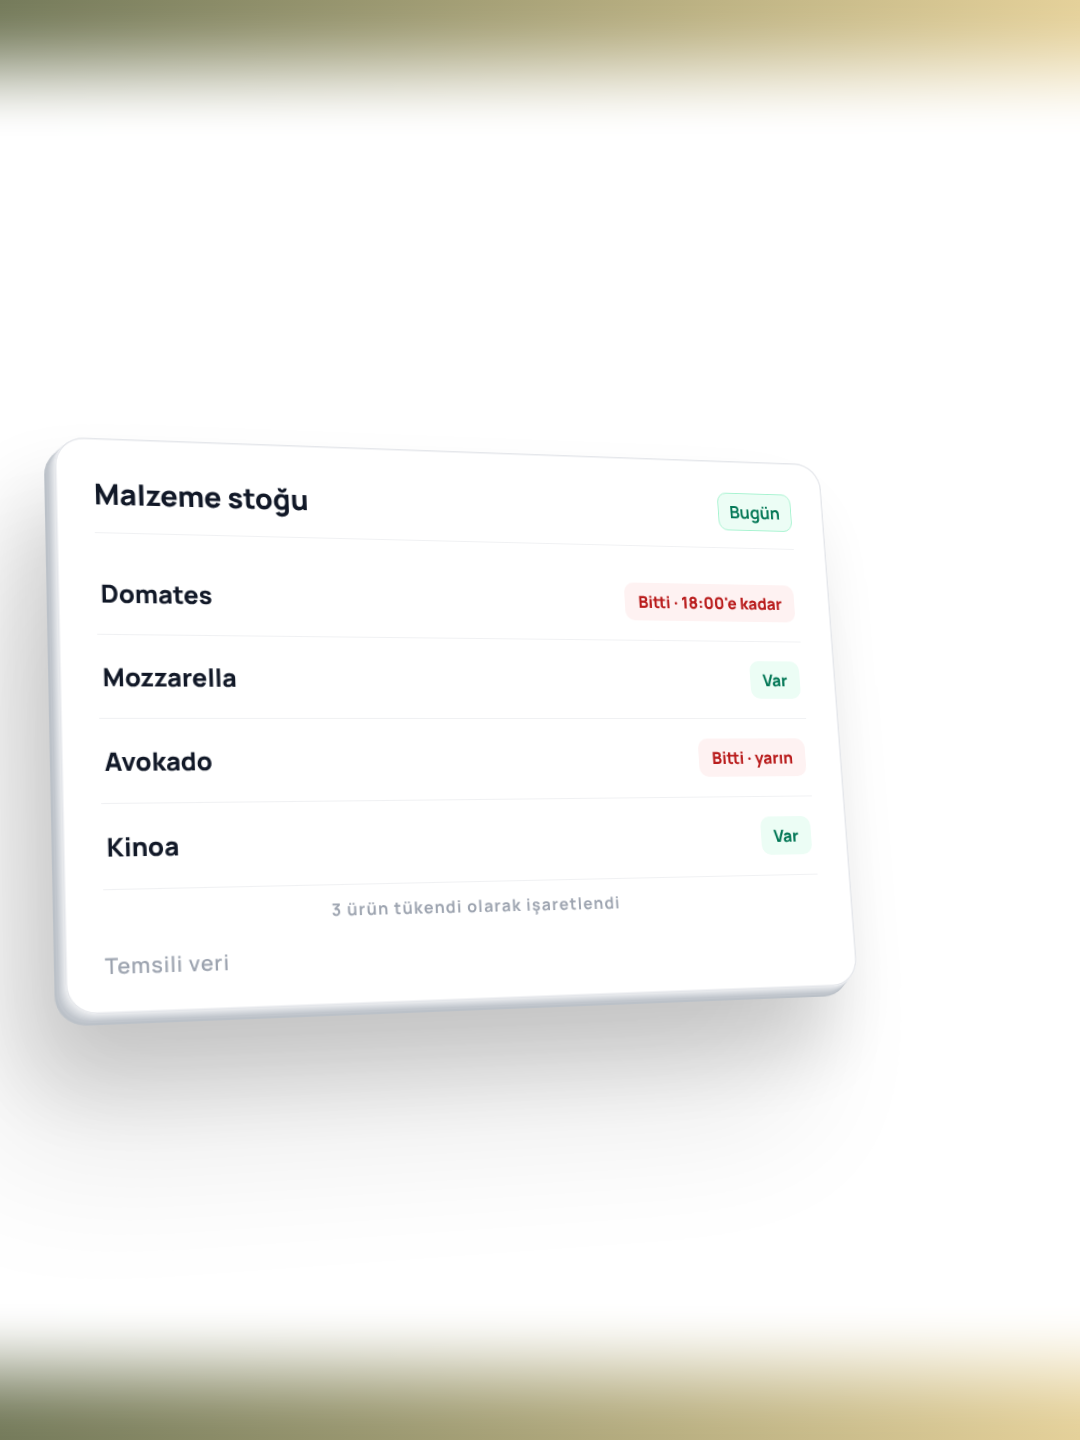 Malzeme stoğu
Bugün
Domates
Bitti · 18:00'e kadar
Mozzarella
Var
Avokado
Bitti · yarın
Kinoa
Var
3 ürün tükendi olarak işaretlendi
Temsili veri